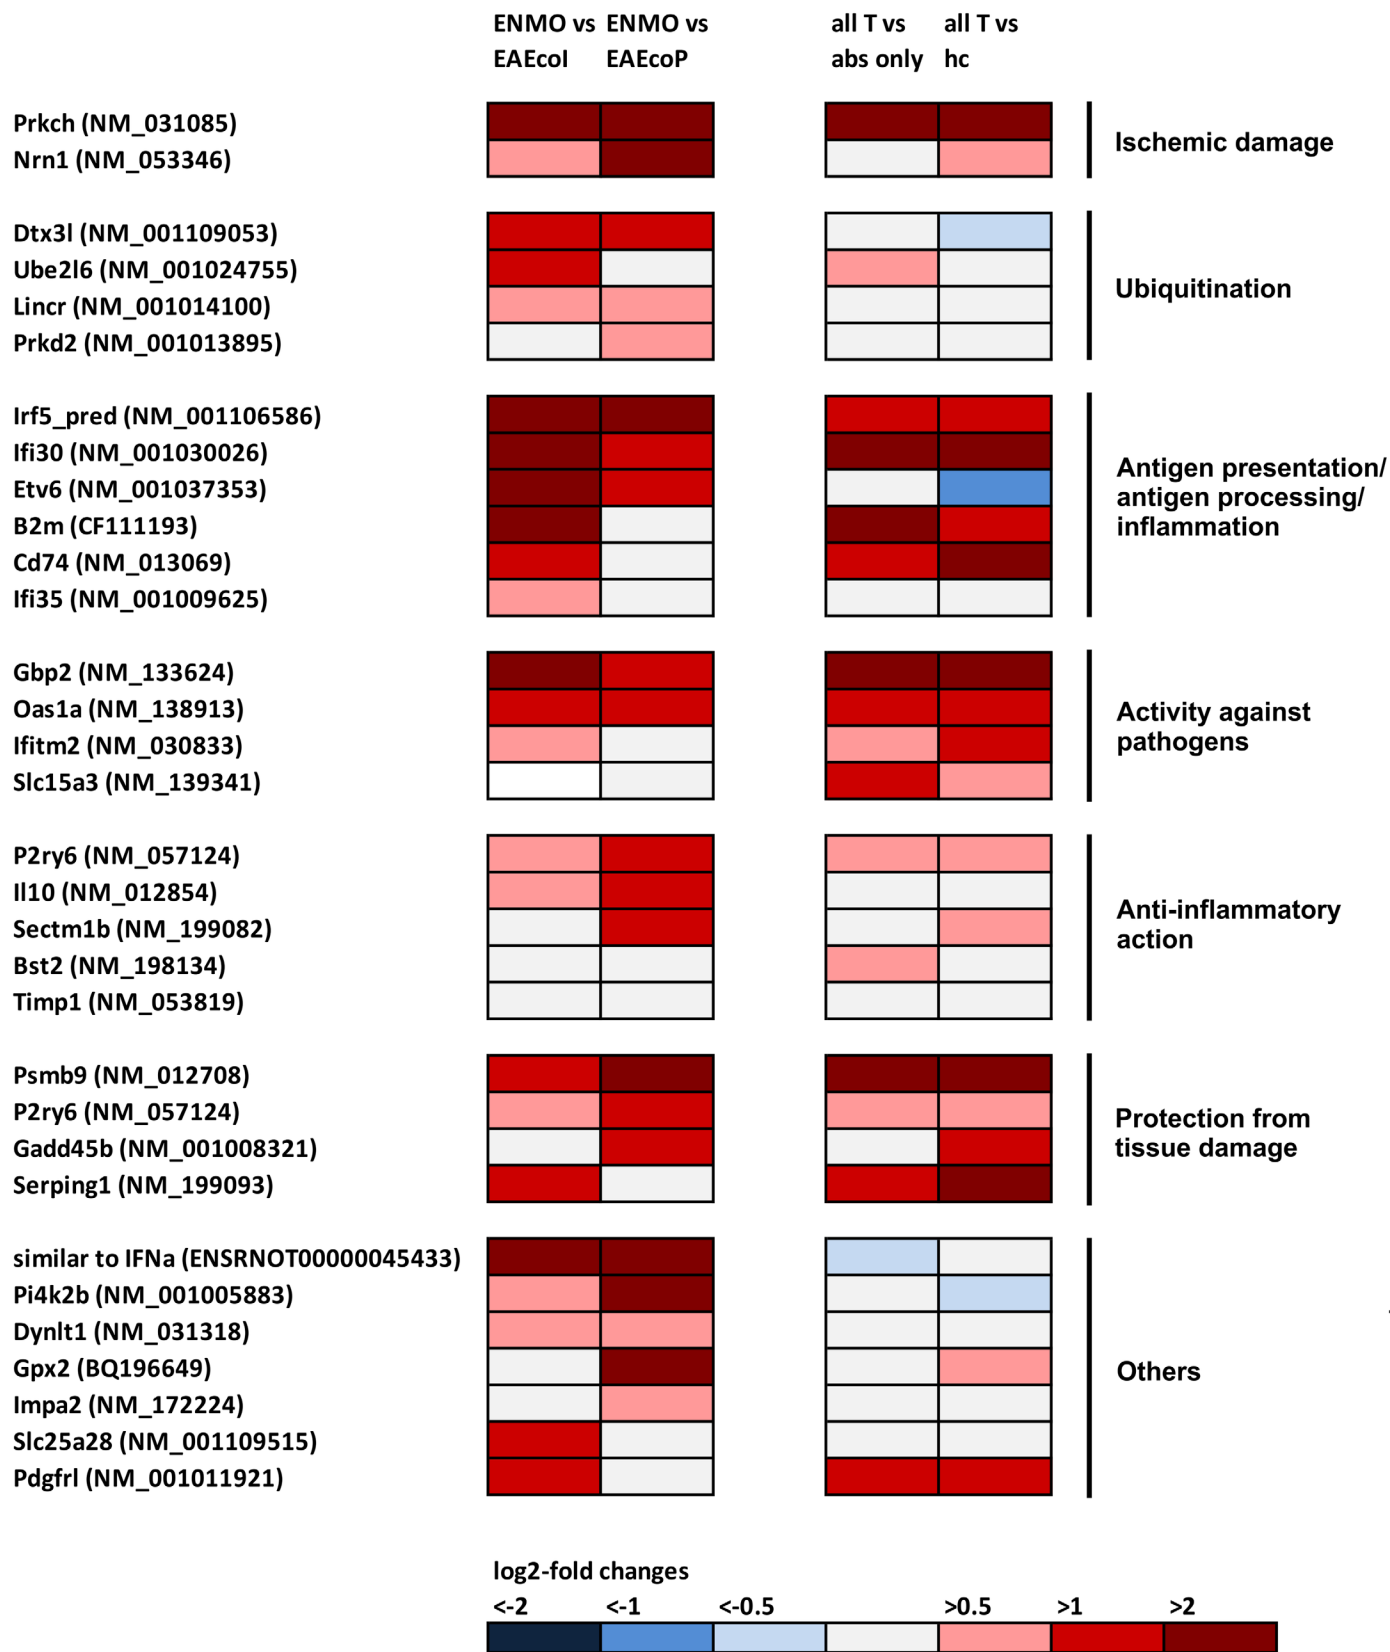 ENMO vs ENMO vs all T vs all T vs
EAEcoI EAEcoP abs only hc
Prkch (NM_031085)
Nrn1 (NM_053346)
Ischemic damage
Dtx3l (NM_001109053)
Ube2l6 (NM_001024755)
Lincr (NM_001014100)
Prkd2 (NM_001013895)
Ubiquitination
Irf5_pred (NM_001106586)
Ifi30 (NM_001030026)
Etv6 (NM_001037353)
B2m (CF111193)
Cd74 (NM_013069)
Ifi35 (NM_001009625)
Antigen presentation/
antigen processing/
inflammation
Gbp2 (NM_133624)
Oas1a (NM_138913)
Ifitm2 (NM_030833)
Slc15a3 (NM_139341)
Activity against
pathogens
P2ry6 (NM_057124)
Il10 (NM_012854)
Sectm1b (NM_199082)
Bst2 (NM_198134)
Timp1 (NM_053819)
Anti-inflammatory
action
Psmb9 (NM_012708)
P2ry6 (NM_057124)
Gadd45b (NM_001008321)
Serping1 (NM_199093)
Protection from
tissue damage
similar to IFNa (ENSRNOT00000045433)
Pi4k2b (NM_001005883)
Dynlt1 (NM_031318)
Gpx2 (BQ196649)
Impa2 (NM_172224)
Slc25a28 (NM_001109515)
Pdgfrl (NM_001011921)
Others
log2-fold changes
<-2 <-1 <-0.5 >0.5 >1 >2